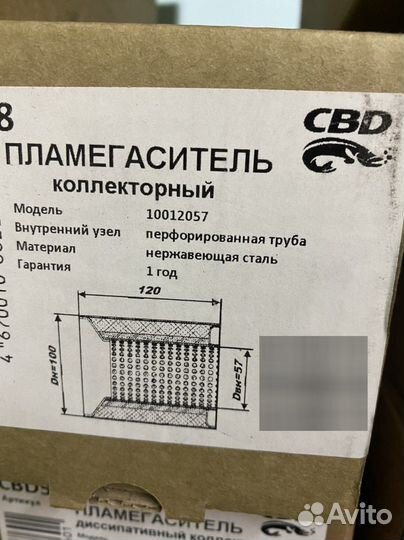 8
CBD
ПЛАМЕГАСИТЕЛЬ
коллекторный
Модель 10012057
Внутренний узел перфорированная труба
Материал нержавеющая сталь
Гарантия 1 год
120
Dн=100
Dвн=57
CBD
Артикул
ПЛАМЕГАСИТЕЛЬ
диссипативный
CBD
Avito